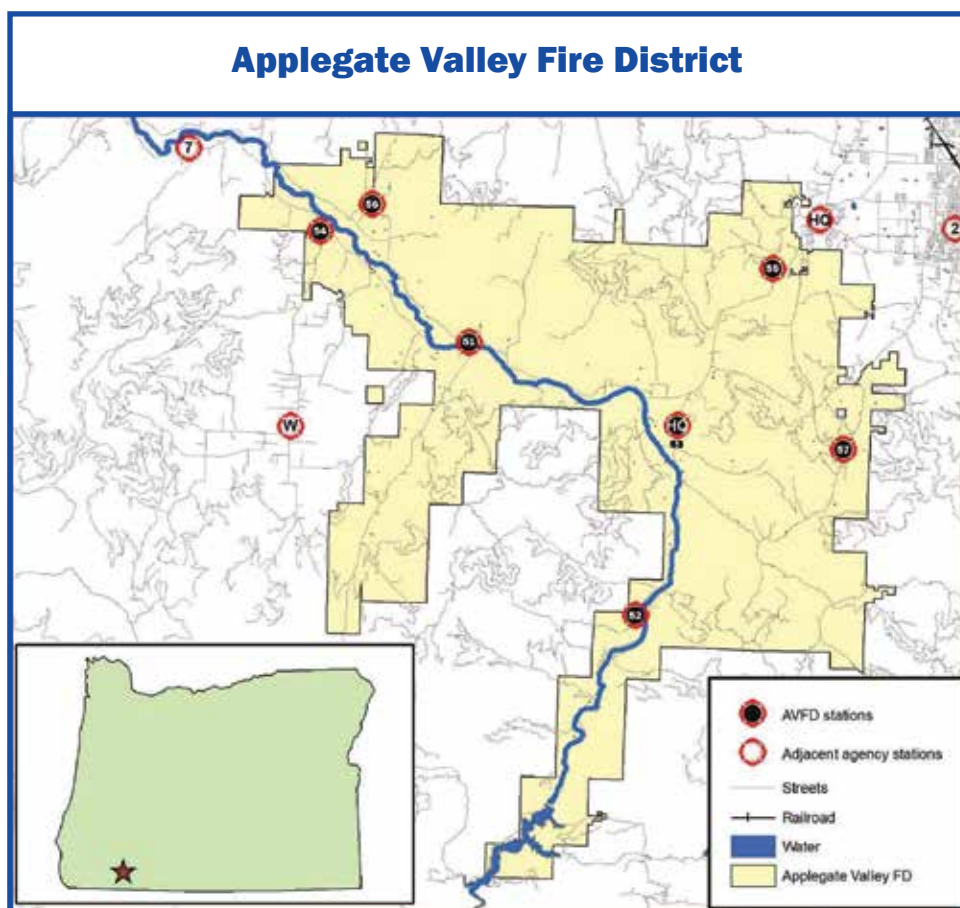 Applegate Valley Fire District
7
56
54
HQ
2
55
51
W
HQ
53
57
52
AVFD stations
Adjacent agency stations
Streets
Railroad
Water
Applegate Valley FD